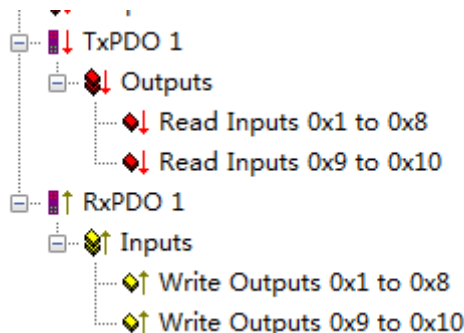 TxPDO 1
Outputs
Read Inputs 0x1 to 0x8
Read Inputs 0x9 to 0x10
RxPDO 1
Inputs
Write Outputs 0x1 to 0x8
Write Outputs 0x9 to 0x10